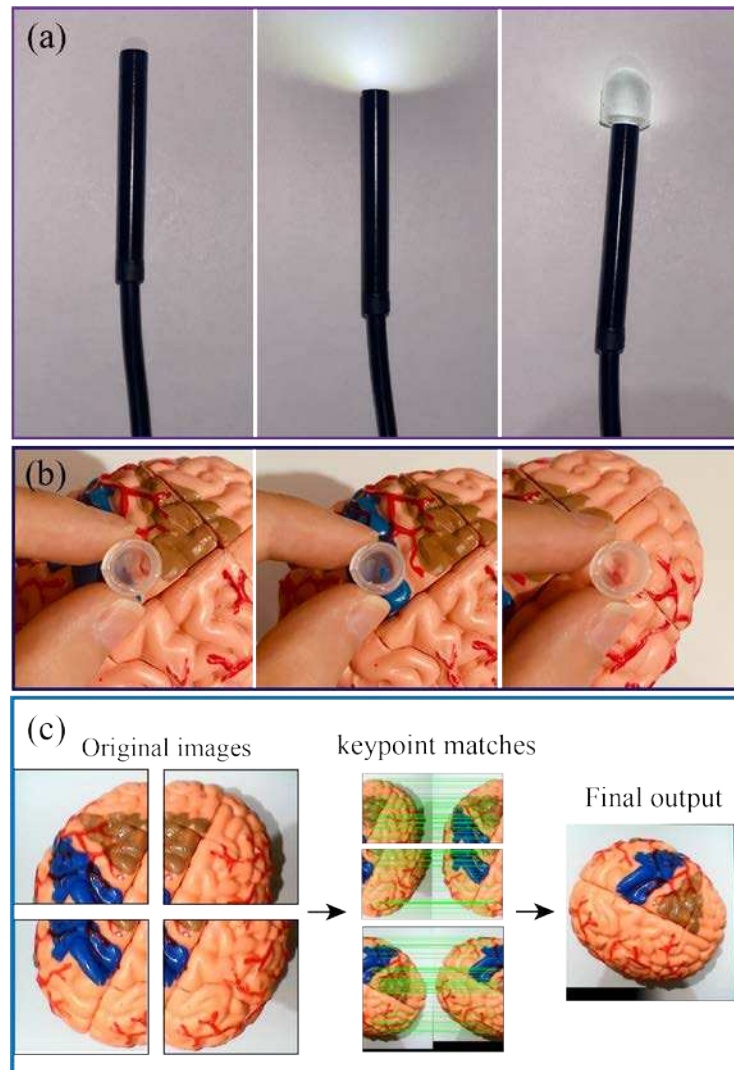 (a)
(b)
(c)
Original images
keypoint matches
Final output